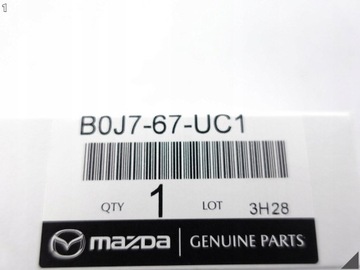 1
B0J7-67-UC1
QTY 1 LOT 3H28
mazda GENUINE PARTS